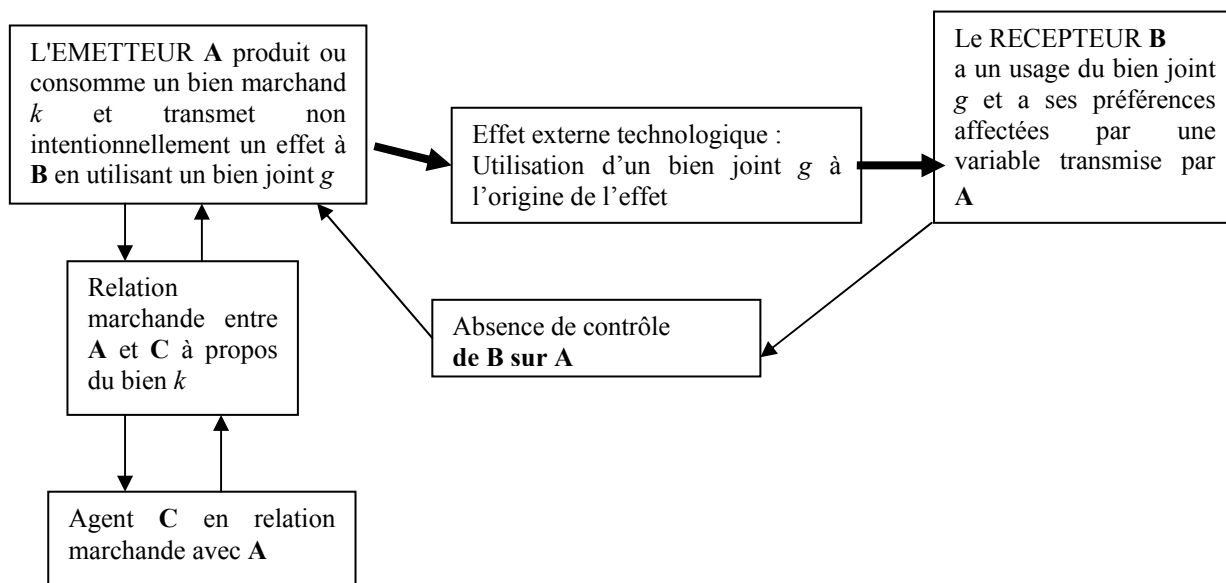 L'EMETTEUR A produit ou
consomme un bien marchand
k et transmet non
intentionnellement un effet à
B en utilisant un bien joint g
Effet externe technologique :
Utilisation d’un bien joint g à
l’origine de l’effet
Le RECEPTEUR B
a un usage du bien joint
g et a ses préférences
affectées par une
variable transmise par
A
Relation
marchande entre
A et C à propos
du bien k
Absence de contrôle
de B sur A
Agent C en relation
marchande avec A